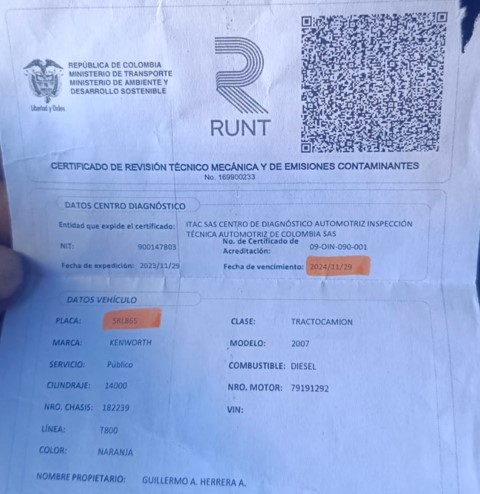 REPÚBLICA DE COLOMBIA
MINISTERIO DE TRANSPORTE
MINISTERIO DE AMBIENTE Y
DESARROLLO SOSTENIBLE
Libertad y Orden
RUNT
CERTIFICADO DE REVISIÓN TÉCNICO MECÁNICA Y DE EMISIONES CONTAMINANTES
No. 169900233
DATOS CENTRO DIAGNÓSTICO
Entidad que expide el certificado: ITAC SAS CENTRO DE DIAGNÓSTICO AUTOMOTRIZ INSPECCIÓN
TÉCNICA AUTOMOTRIZ DE COLOMBIA SAS
NIT: 900147803 No. de Certificado de Acreditación: 09-OIN-090-001
Fecha de expedición: 2023/11/29 Fecha de vencimiento: 2024/11/29
DATOS VEHÍCULO
PLACA: CLASE: TRACTOCAMION
MARCA: KENWORTH MODELO: 2007
SERVICIO: Público COMBUSTIBLE: DIESEL
CILINDRAJE: 14000 NRO. MOTOR: 79191292
NRO. CHASIS: 182239 VIN:
LÍNEA: T800
COLOR: NARANJA
NOMBRE PROPIETARIO: GUILLERMO A. HERRERA A.